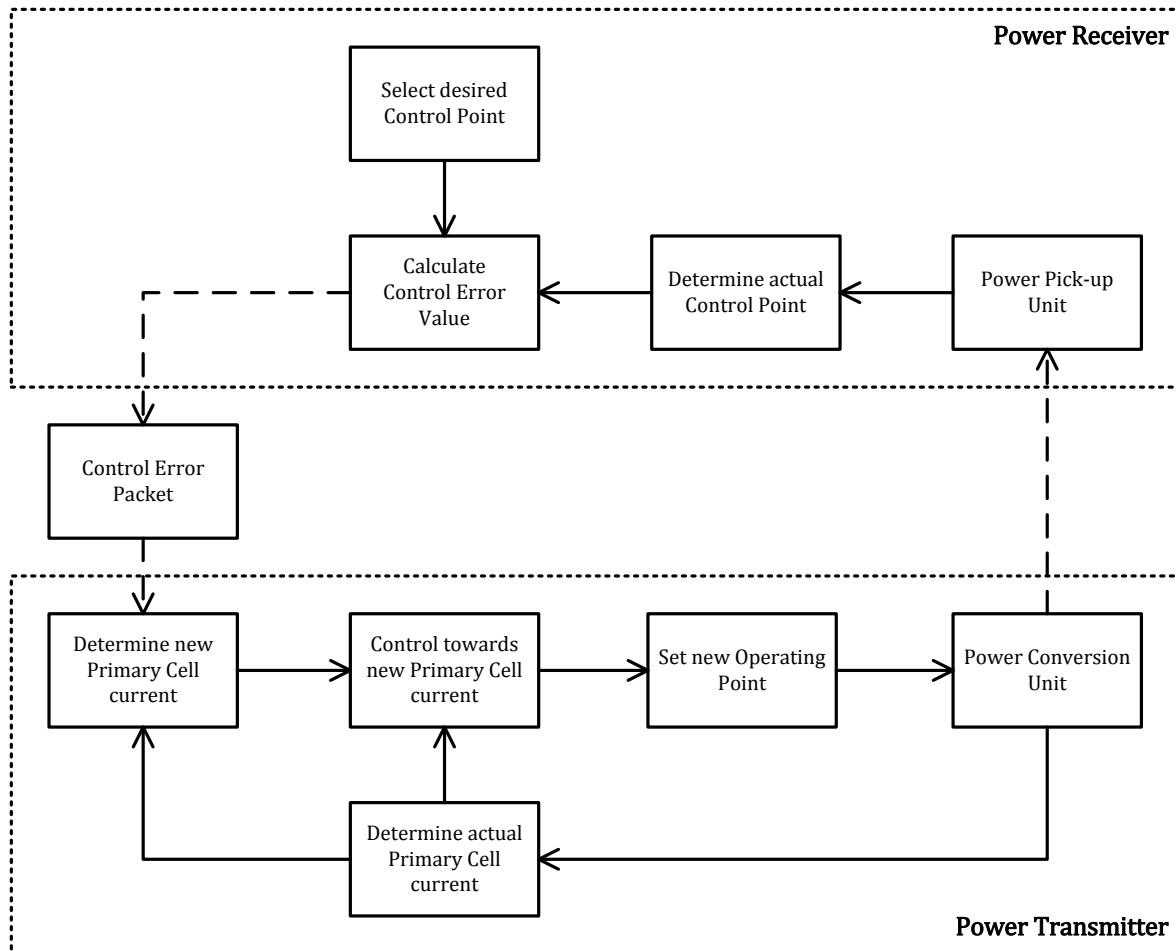 Power Receiver
Select desired
Control Point
Calculate
Control Error
Value
Determine actual
Control Point
Power Pick-up
Unit
Control Error
Packet
Determine new
Primary Cell
current
Control towards
new Primary Cell
current
Set new Operating
Point
Power Conversion
Unit
Determine actual
Primary Cell
current
Power Transmitter